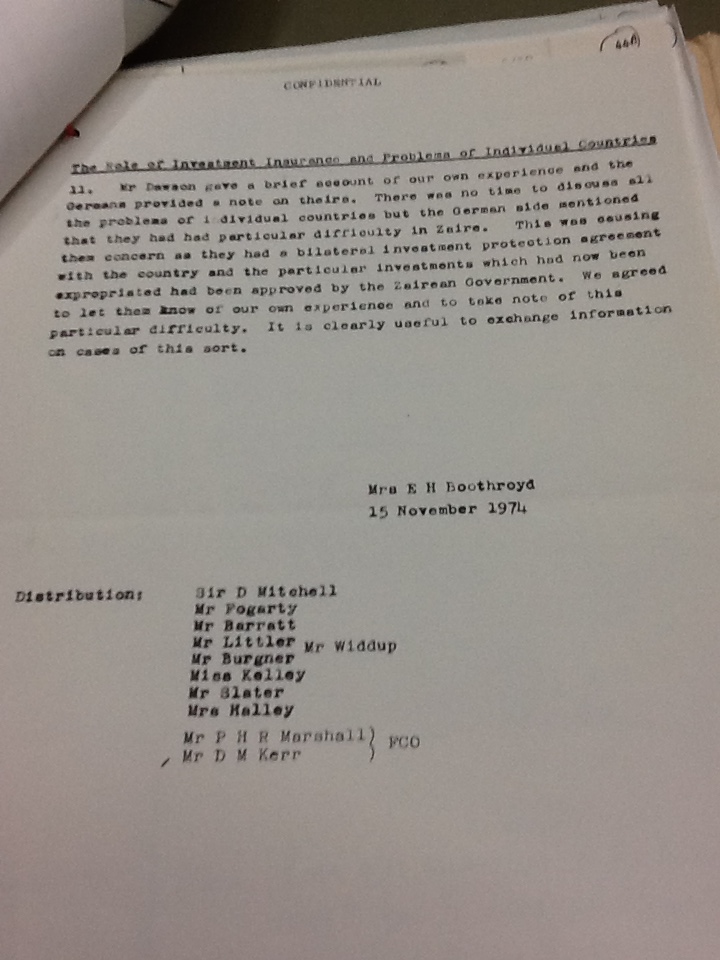 44A
CONFIDENTIAL
The Role of Investment Insurance and Problems of Individual Countries
11. Mr Dawson gave a brief account of our own experience and the
Germans provided a note on theirs. There was no time to discuss all
the problems of i dividual countries but the German side mentioned
that they had had particular difficulty in Zaire. This was causing
them concern as they had a bilateral investment protection agreement
with the country and the particular investments which had now been
expropriated had been approved by the Zairean Government. We agreed
to let them know of our own experience and to take note of this
particular difficulty. It is clearly useful to exchange information
on cases of this sort.
Mrs E H Boothroyd
15 November 1974
Distribution: Sir D Mitchell
Mr Fogarty
Mr Barratt
Mr Littler Mr Widdup
Mr Burgner
Miss Kelley
Mr Slater
Mrs Halley
Mr P H R Marshall) FCO
Mr D M Kerr )